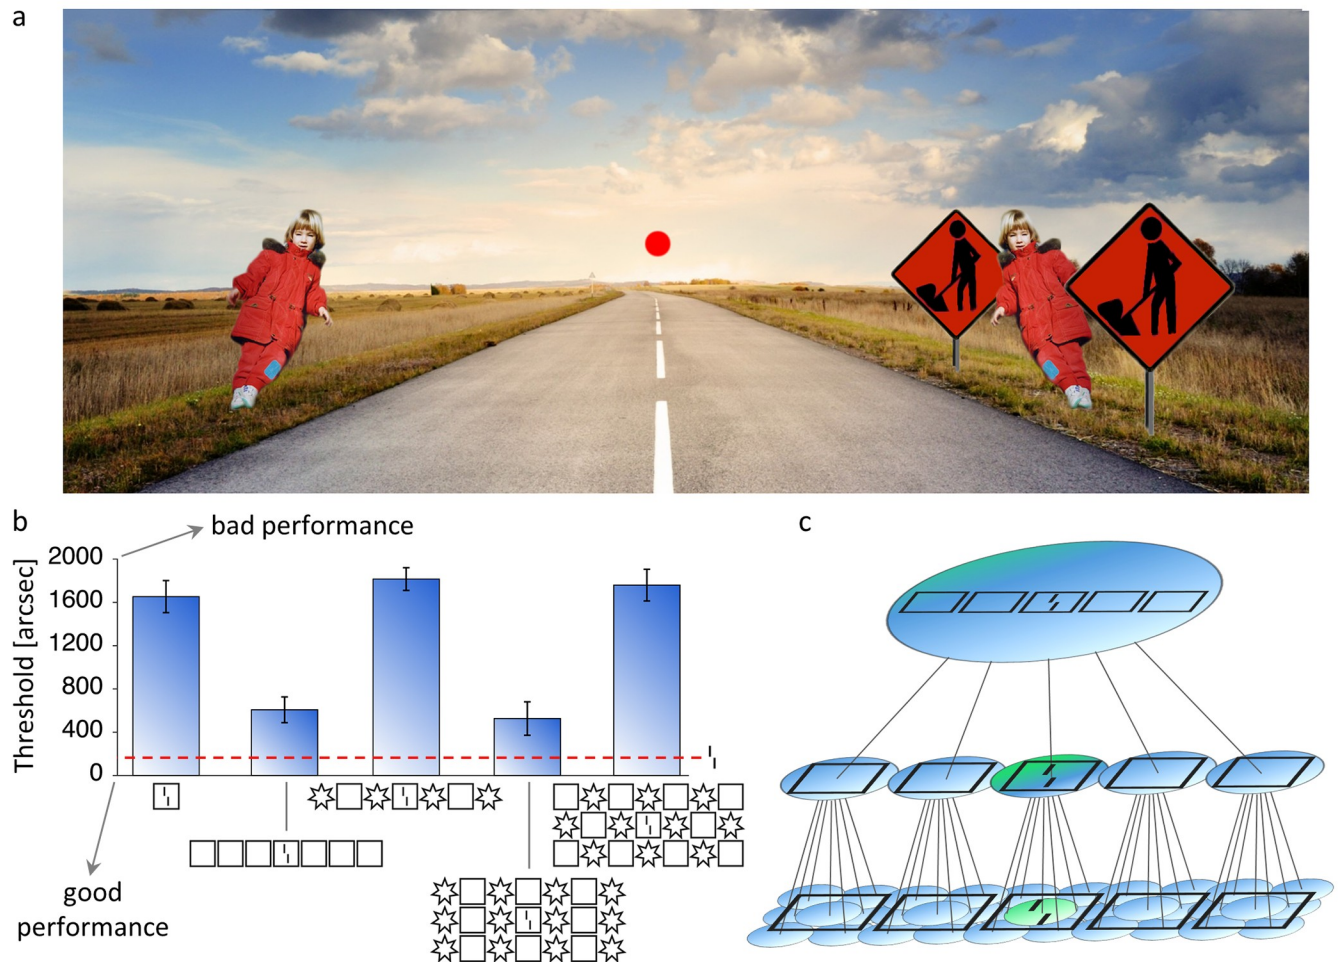 a
b
bad performance
c
Threshold [arcsec]
2000
1600
1200
800
400
0
good
performance